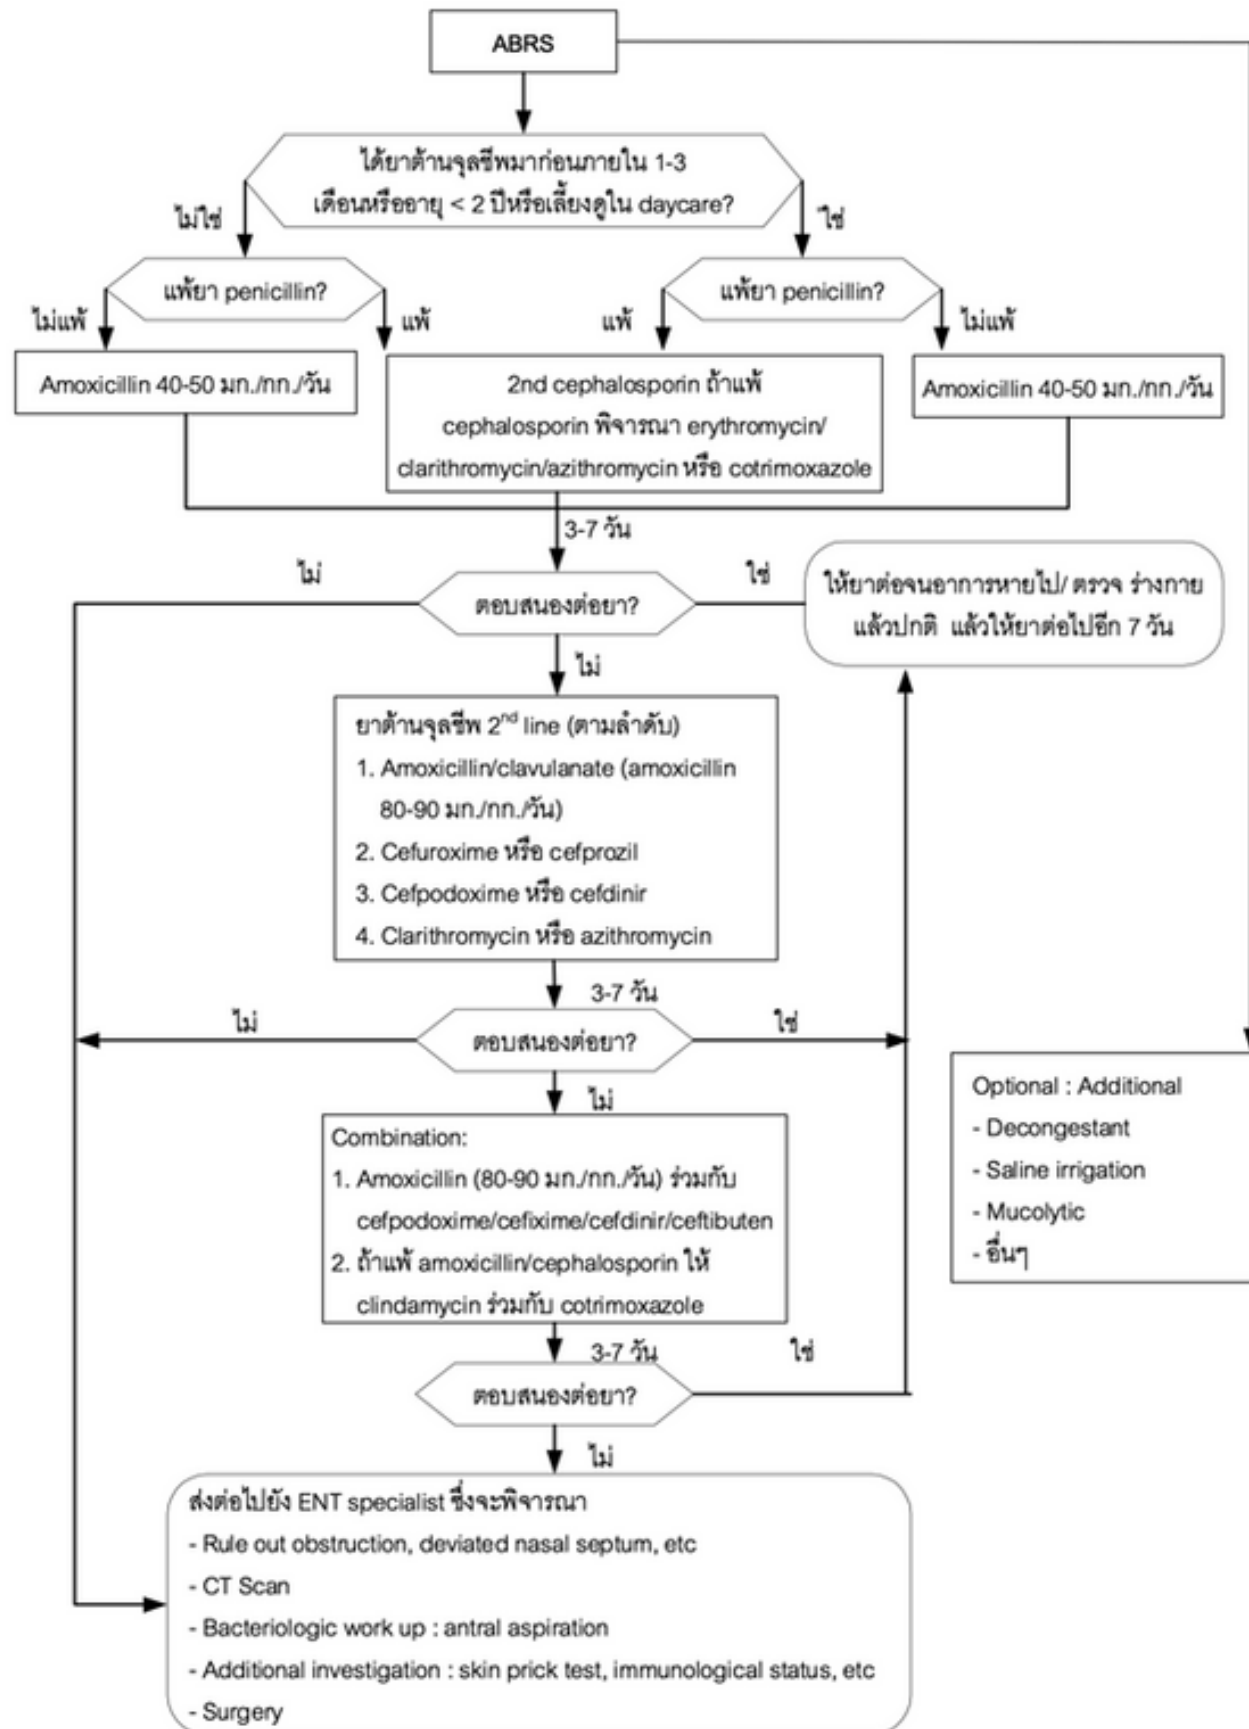 ABRS
ได้ยาต้านจุลชีพมาก่อนภายใน 1-3
เดือนหรืออายุ < 2 ปีหรือเลี้ยงดูใน daycare?
ไม่ใช่
ใช่
แพ้ยา penicillin?
แพ้ยา penicillin?
ไม่แพ้
แพ้
แพ้
ไม่แพ้
Amoxicillin 40-50 มก./กก./วัน
2nd cephalosporin ถ้าแพ้
cephalosporin พิจารณา erythromycin/
clarithromycin/azithromycin หรือ cotrimoxazole
Amoxicillin 40-50 มก./กก./วัน
3-7 วัน
ไม่
ตอบสนองต่อยา?
ใช่
ให้ยาต่อจนอาการหายไป/ ตรวจ ร่างกาย
แล้วปกติ แล้วให้ยาต่อไปอีก 7 วัน
ไม่
ยาต้านจุลชีพ 2nd line (ตามลำดับ)
1. Amoxicillin/clavulanate (amoxicillin
80-90 มก./กก./วัน)
2. Cefuroxime หรือ cefprozil
3. Cefpodoxime หรือ cefdinir
4. Clarithromycin หรือ azithromycin
3-7 วัน
ไม่
ตอบสนองต่อยา?
ใช่
ไม่
Combination:
1. Amoxicillin (80-90 มก./กก./วัน) ร่วมกับ
cefpodoxime/cefixime/cefdinir/ceftibuten
2. ถ้าแพ้ amoxicillin/cephalosporin ให้
clindamycin ร่วมกับ cotrimoxazole
Optional : Additional
- Decongestant
- Saline irrigation
- Mucolytic
- อื่นๆ
3-7 วัน
ใช่
ตอบสนองต่อยา?
ไม่
ส่งต่อไปยัง ENT specialist ซึ่งจะพิจารณา
- Rule out obstruction, deviated nasal septum, etc
- CT Scan
- Bacteriologic work up : antral aspiration
- Additional investigation : skin prick test, immunological status, etc
- Surgery